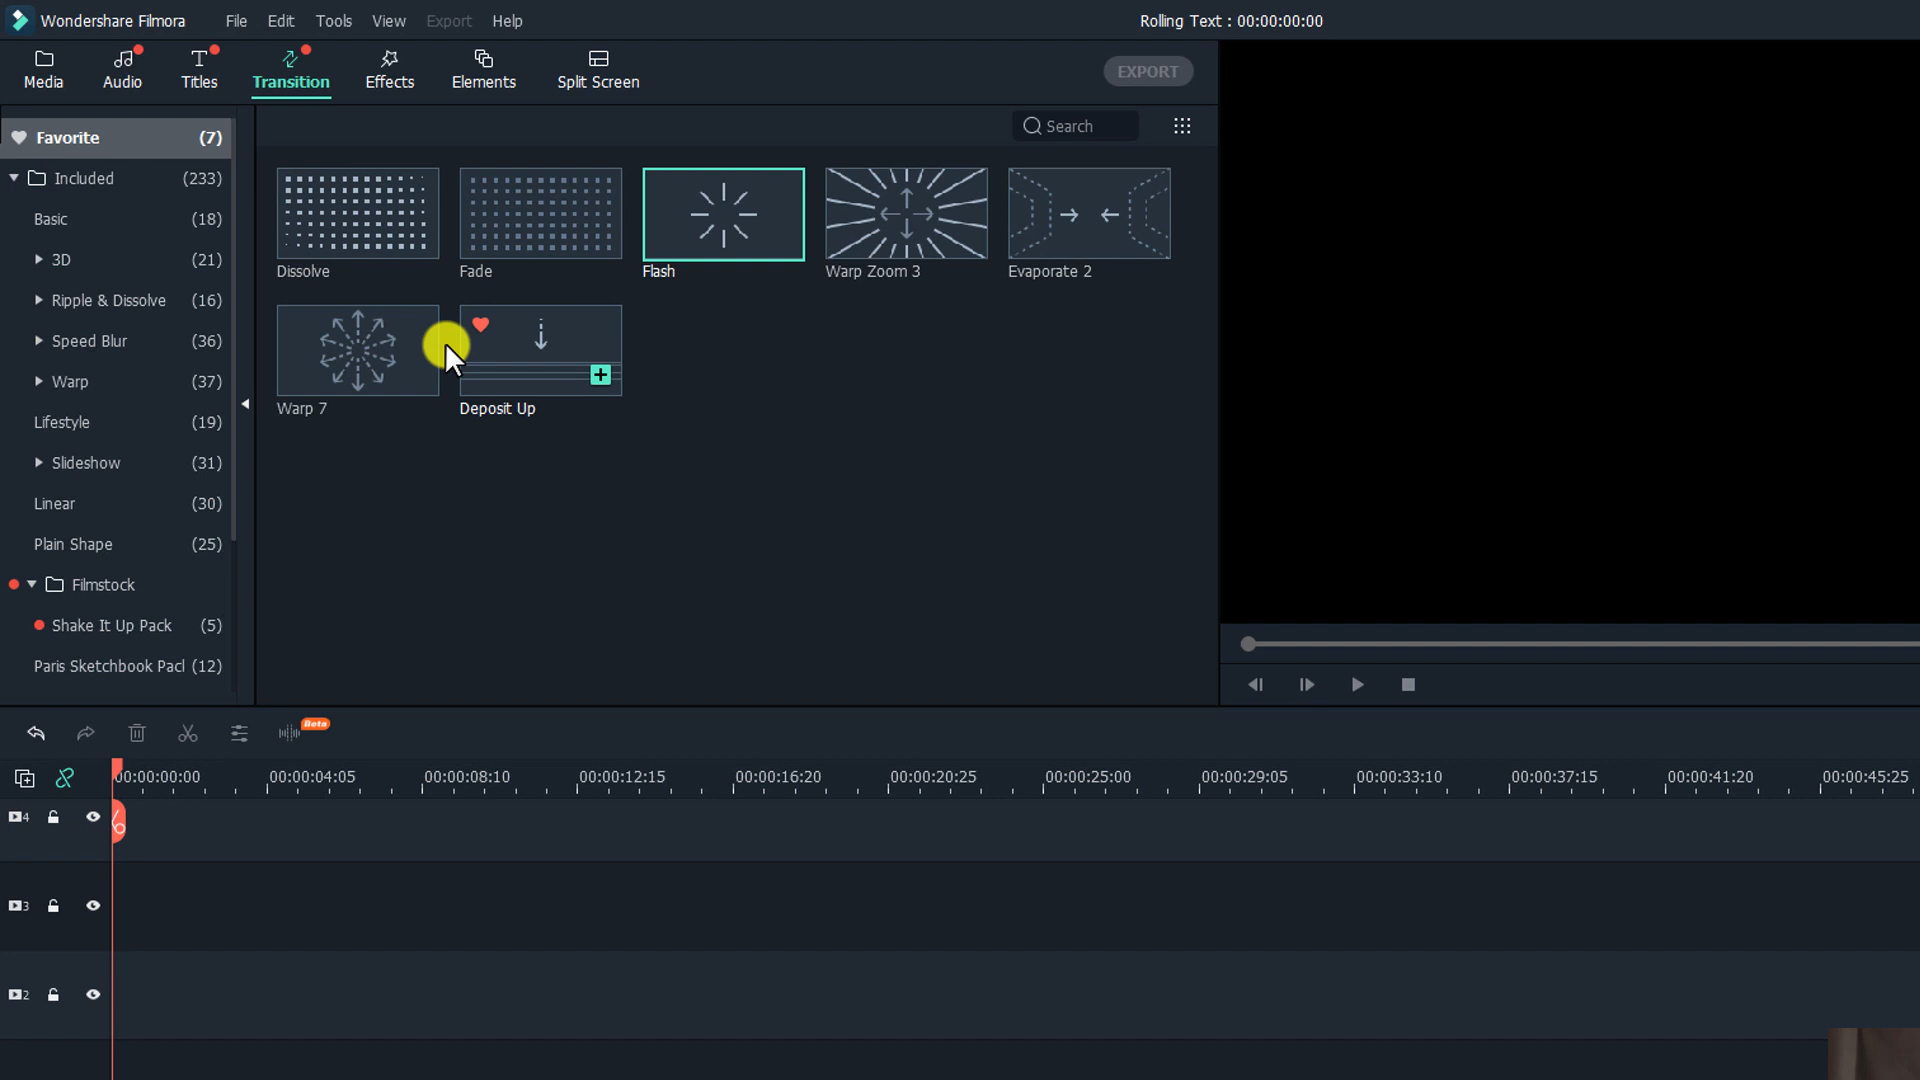 Wondershare Filmora File Edit Tools View Export Help Rolling Text : 00:00:00:00
Media Audio Titles Transition Effects Elements Split Screen EXPORT
Favorite (7)
Search
Included (233)
Basic (18)
3D (21)
Ripple & Dissolve (16)
Speed Blur (36)
Warp (37)
Lifestyle (19)
Slideshow (31)
Linear (30)
Plain Shape (25)
Filmstock
Shake It Up Pack (5)
Paris Sketchbook Pacl (12)
Dissolve Fade Flash Warp Zoom 3 Evaporate 2
Warp 7 Deposit Up
Beta
00:00:00:00 00:00:04:05 00:00:08:10 00:00:12:15 00:00:16:20 00:00:20:25 00:00:25:00 00:00:29:05 00:00:33:10 00:00:37:15 00:00:41:20 00:00:45:25
4
3
2